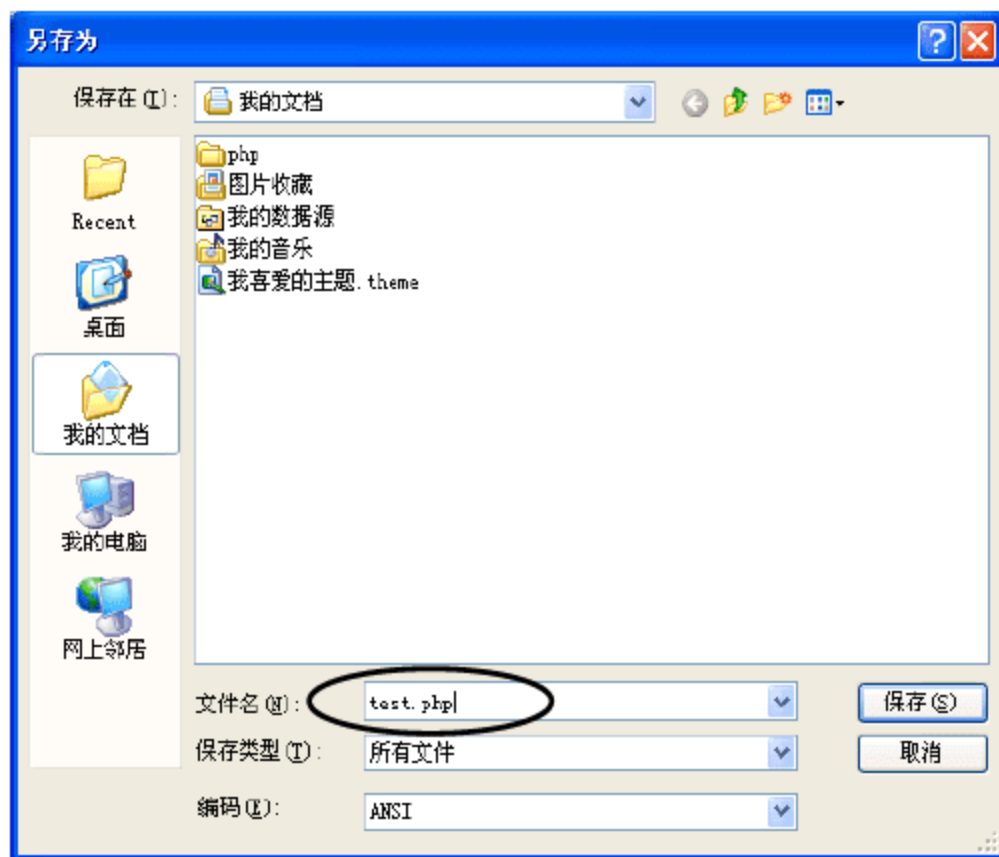 另存为
保存在(I):
我的文档
php
图片收藏
我的数据源
我的音乐
我喜爱的主题.theme
Recent
桌面
我的文档
我的电脑
网上邻居
文件名(N):
test.php
保存(S)
保存类型(T):
所有文件
取消
编码(E):
ANSI